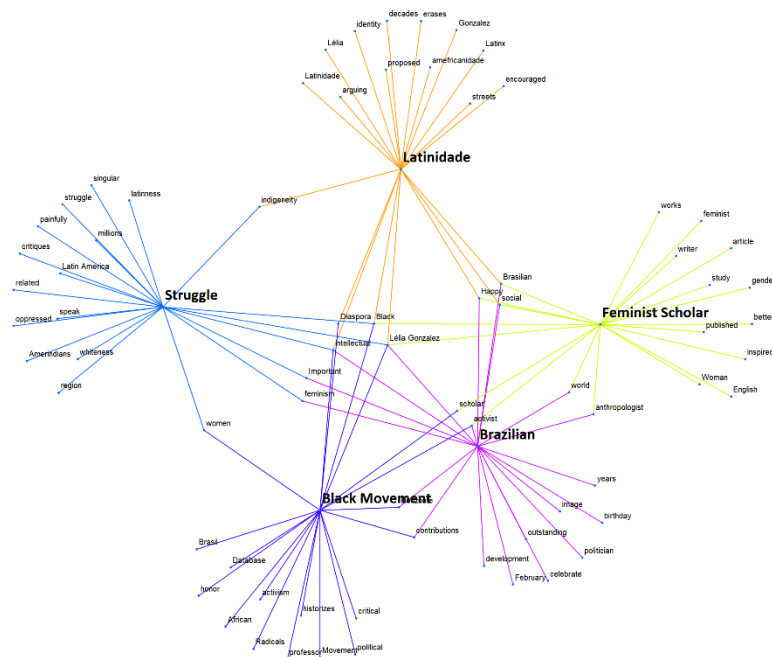 decades
erases
identity
Gonzalez
Lélia
Latinx
proposed
amefricanidade
Latinidade
encouraged
arguing
streets
Latinidade
singular
latinness
struggle
indigeneity
painfully
millions
critiques
Latin America
related
Struggle
oppressed
speak
Amerindians
whiteness
region
works
feminist
writer
article
study
gende
Feminist Scholar
better
published
inspired
Woman
English
Brasilian
Happy
social
Diaspora
Black
intellectual
Lélia Gonzalez
Important
feminism
world
scholar
anthropologist
activist
women
Brazilian
Black Movement
years
image
birthday
contributions
outstanding
politician
development
February
celebrate
Brasil
Database
honor
activism
historizes
critical
African
Radicals
professor
Movement
political